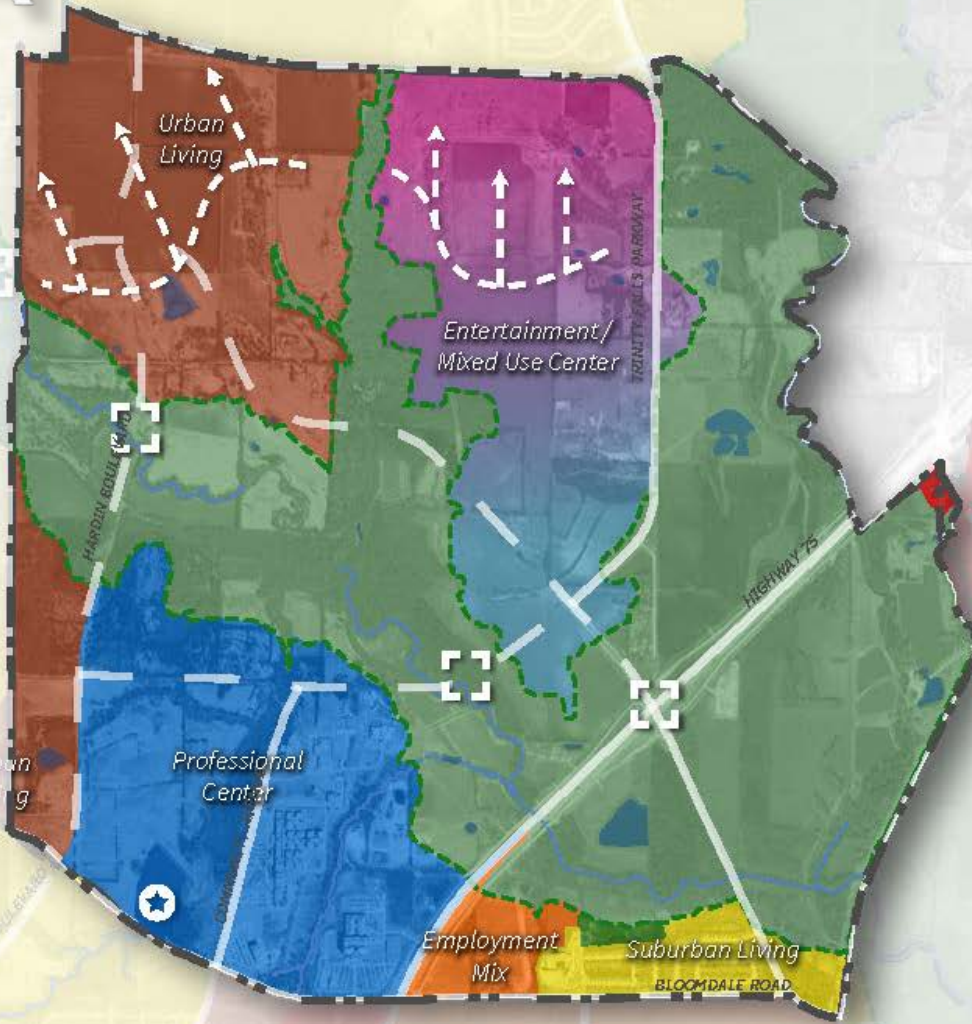 Urban
Living
TRINITY FALLS PARKWAY
Entertainment/
Mixed Use Center
HARDIN
HIGHWAY 75
an
g
Professional
Center
Employment
Mix
Suburban Living
BLOOMDALE ROAD